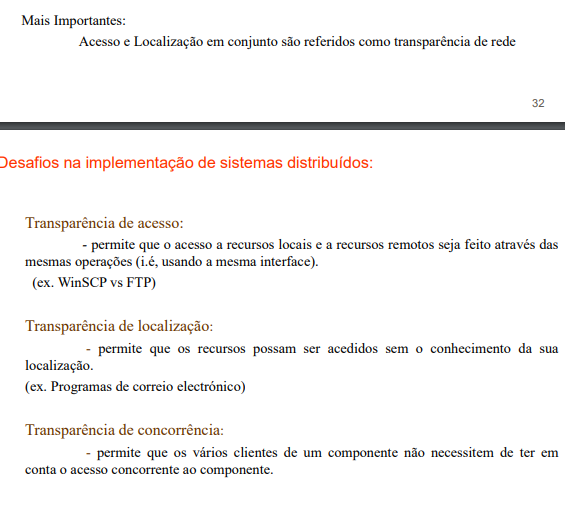 Mais Importantes:
Acesso e Localização em conjunto são referidos como transparência de rede
32
Desafios na implementação de sistemas distribuídos:
Transparência de acesso:
- permite que o acesso a recursos locais e a recursos remotos seja feito através das
mesmas operações (i.é, usando a mesma interface).
(ex. WinSCP vs FTP)
Transparência de localização:
- permite que os recursos possam ser acedidos sem o conhecimento da sua
localização.
(ex. Programas de correio electrónico)
Transparência de concorrência:
- permite que os vários clientes de um componente não necessitem de ter em
conta o acesso concorrente ao componente.